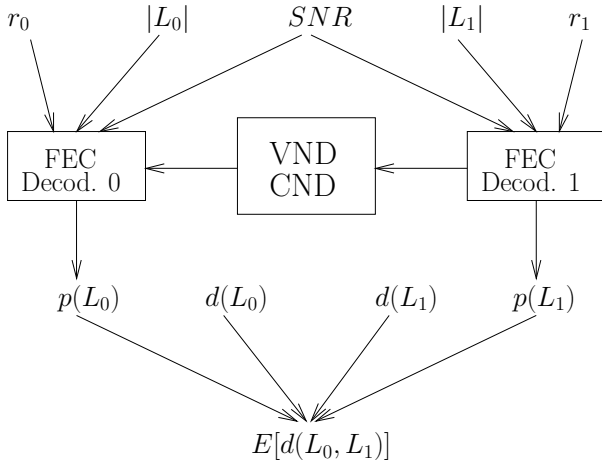 r_0 |L_0| SNR |L_1| r_1
FEC
Decod. 0
VND
CND
FEC
Decod. 1
p(L_0) d(L_0) d(L_1) p(L_1)
E[d(L_0, L_1)]